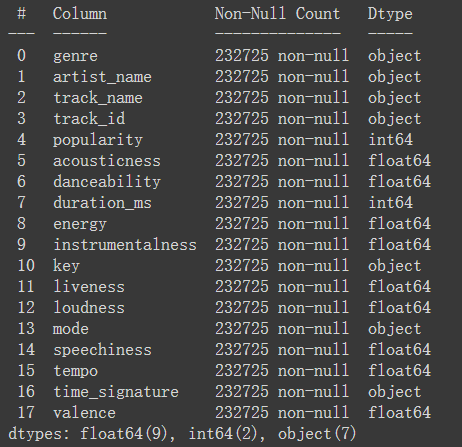 #   Column            Non-Null Count   Dtype
---  ------            --------------   -----
0   genre             232725 non-null  object
1   artist_name       232725 non-null  object
2   track_name        232725 non-null  object
3   track_id          232725 non-null  object
4   popularity        232725 non-null  int64
5   acousticness      232725 non-null  float64
6   danceability      232725 non-null  float64
7   duration_ms       232725 non-null  int64
8   energy            232725 non-null  float64
9   instrumentalness  232725 non-null  float64
10  key               232725 non-null  object
11  liveness          232725 non-null  float64
12  loudness          232725 non-null  float64
13  mode              232725 non-null  object
14  speechiness       232725 non-null  float64
15  tempo             232725 non-null  float64
16  time_signature    232725 non-null  object
17  valence           232725 non-null  float64
dtypes: float64(9), int64(2), object(7)